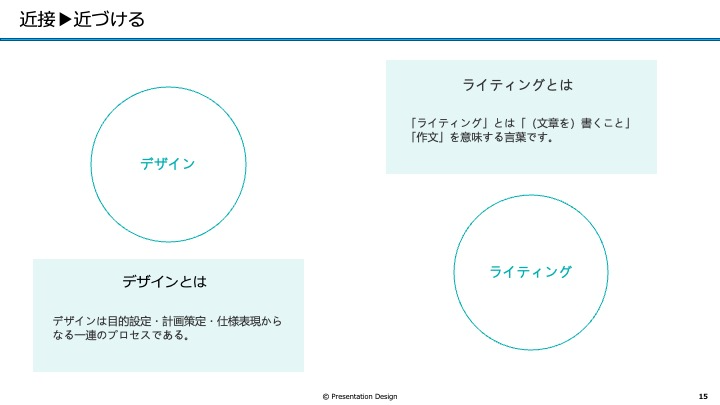 近接▶近づける
デザイン
デザインとは
デザインは目的設定・計画策定・仕様表現から
なる一連のプロセスである。
ライティングとは
「ライティング」とは「（文章を）書くこと」
「作文」を意味する言葉です。
ライティング
© Presentation Design
15